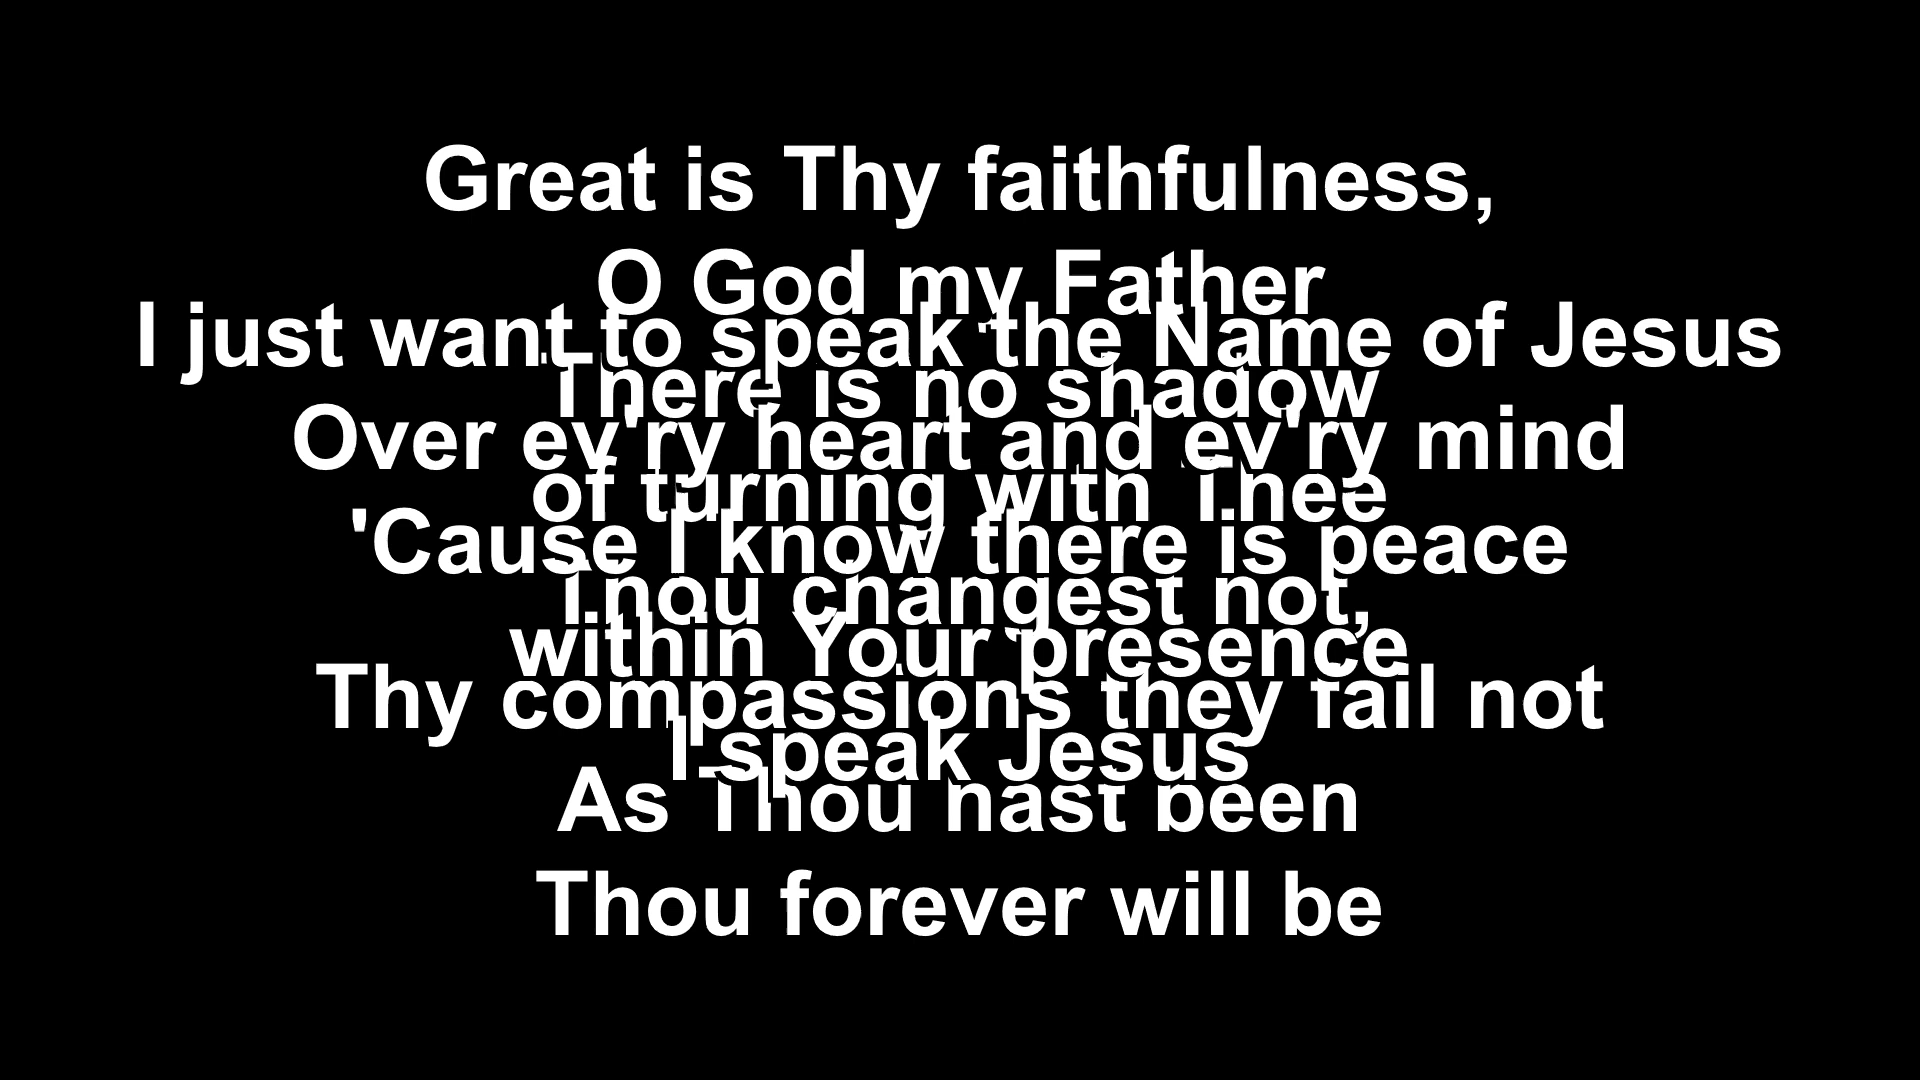 Great is Thy faithfulness,
O God my Father
I just want to speak the Name of Jesus
There is no shadow
Over ev'ry heart and ev'ry mind
of turning with Thee
'Cause I know there is peace
Thou changest not,
within Your presence
Thy compassions they fail not
I speak Jesus
As Thou hast been
Thou forever will be